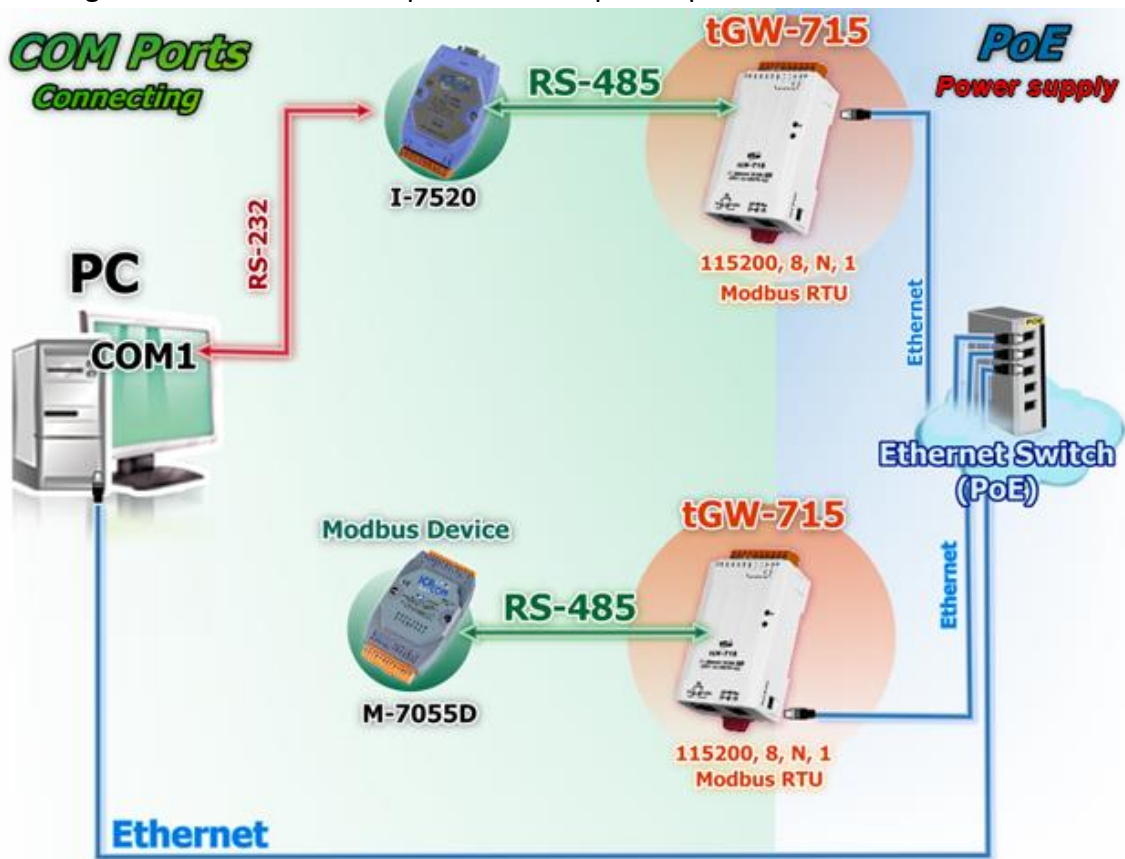 COM Ports
Connecting
tGW-715
PoE
Power supply
RS-485
I-7520
RS-232
115200, 8, N, 1
Modbus RTU
Ethernet
PC
COM1
Ethernet Switch
(PoE)
tGW-715
Modbus Device
RS-485
M-7055D
115200, 8, N, 1
Modbus RTU
Ethernet
Ethernet